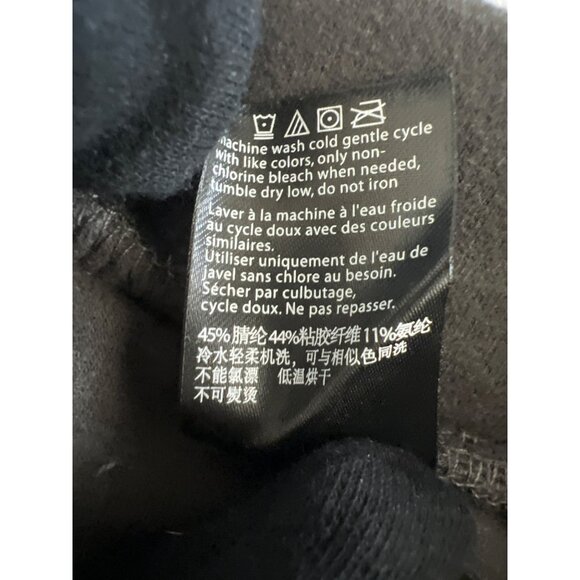 Machine wash cold gentle cycle
with like colors, only non-
chlorine bleach when needed,
tumble dry low, do not iron
Laver à la machine à l'eau froide
au cycle doux avec des couleurs
similaires.
Utiliser uniquement de l'eau de
javel sans chlore au besoin.
Sécher par culbutage,
cycle doux. Ne pas repasser.
45%腈纶44%粘胶纤维11%氨纶
冷水轻柔机洗，可与相似色同洗
不能氯漂 低温烘干
不可熨烫